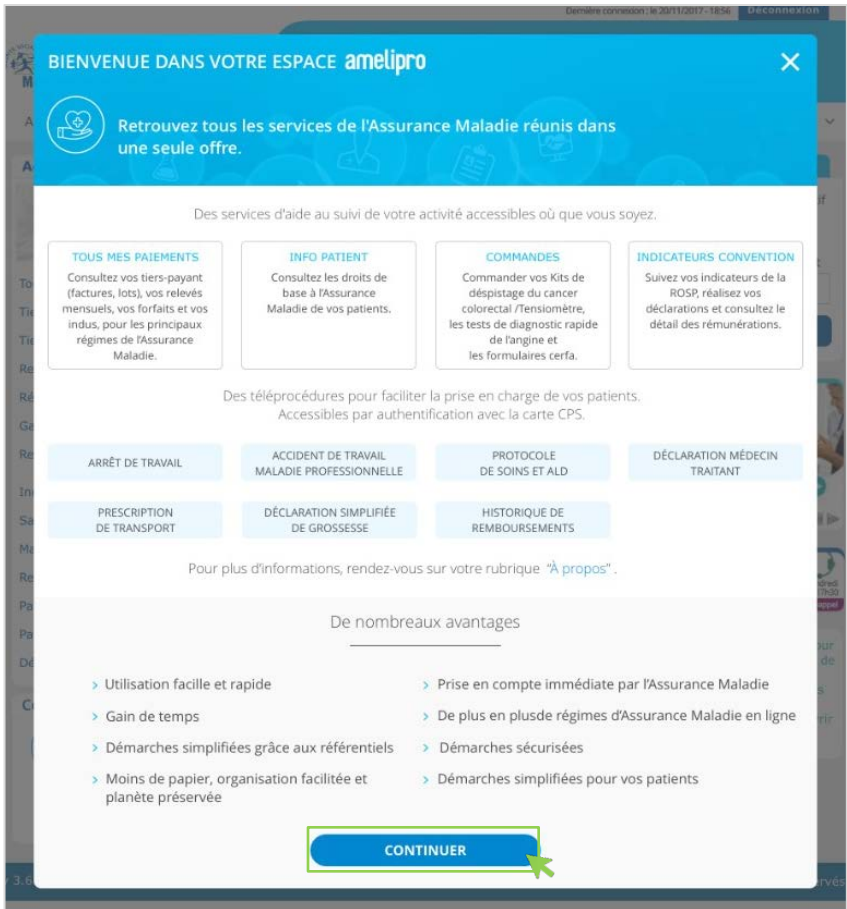 Dernière connexion : le 20/11/2017 - 18:56 Déconnexion
BIENVENUE DANS VOTRE ESPACE amelipro
Retrouvez tous les services de l'Assurance Maladie réunis dans
une seule offre.
Des services d'aide au suivi de votre activité accessibles où que vous soyez.
TOUS MES PAIEMENTS
Consultez vos tiers-payant
(factures, lots), vos relevés
mensuels, vos forfaits et vos
indus, pour les principaux
régimes de l'Assurance
Maladie.
INFO PATIENT
Consultez les droits de
base à l'Assurance
Maladie de vos patients.
COMMANDES
Commander vos Kits de
déspistage du cancer
colorectal /Tensiomètre,
les tests de diagnostic rapide
de l'angine et
les formulaires cerfa.
INDICATEURS CONVENTION
Suivez vos indicateurs de la
ROSP, réalisez vos
déclarations et consultez le
détail des rémunérations.
Des téléprocédures pour faciliter la prise en charge de vos patients.
Accessibles par authentification avec la carte CPS.
ARRÊT DE TRAVAIL
ACCIDENT DE TRAVAIL
MALADIE PROFESSIONNELLE
PROTOCOLE
DE SOINS ET ALD
DÉCLARATION MÉDECIN
TRAITANT
PRESCRIPTION
DE TRANSPORT
DÉCLARATION SIMPLIFIÉE
DE GROSSESSE
HISTORIQUE DE
REMBOURSEMENTS
Pour plus d'informations, rendez-vous sur votre rubrique "À propos" .
De nombreaux avantages
> Utilisation facille et rapide
> Gain de temps
> Démarches simplifiées grâce aux référentiels
> Moins de papier, organisation facilitée et
planète préservée
> Prise en compte immédiate par l'Assurance Maladie
> De plus en plusde régimes d'Assurance Maladie en ligne
> Démarches sécurisées
> Démarches simplifiées pour vos patients
CONTINUER